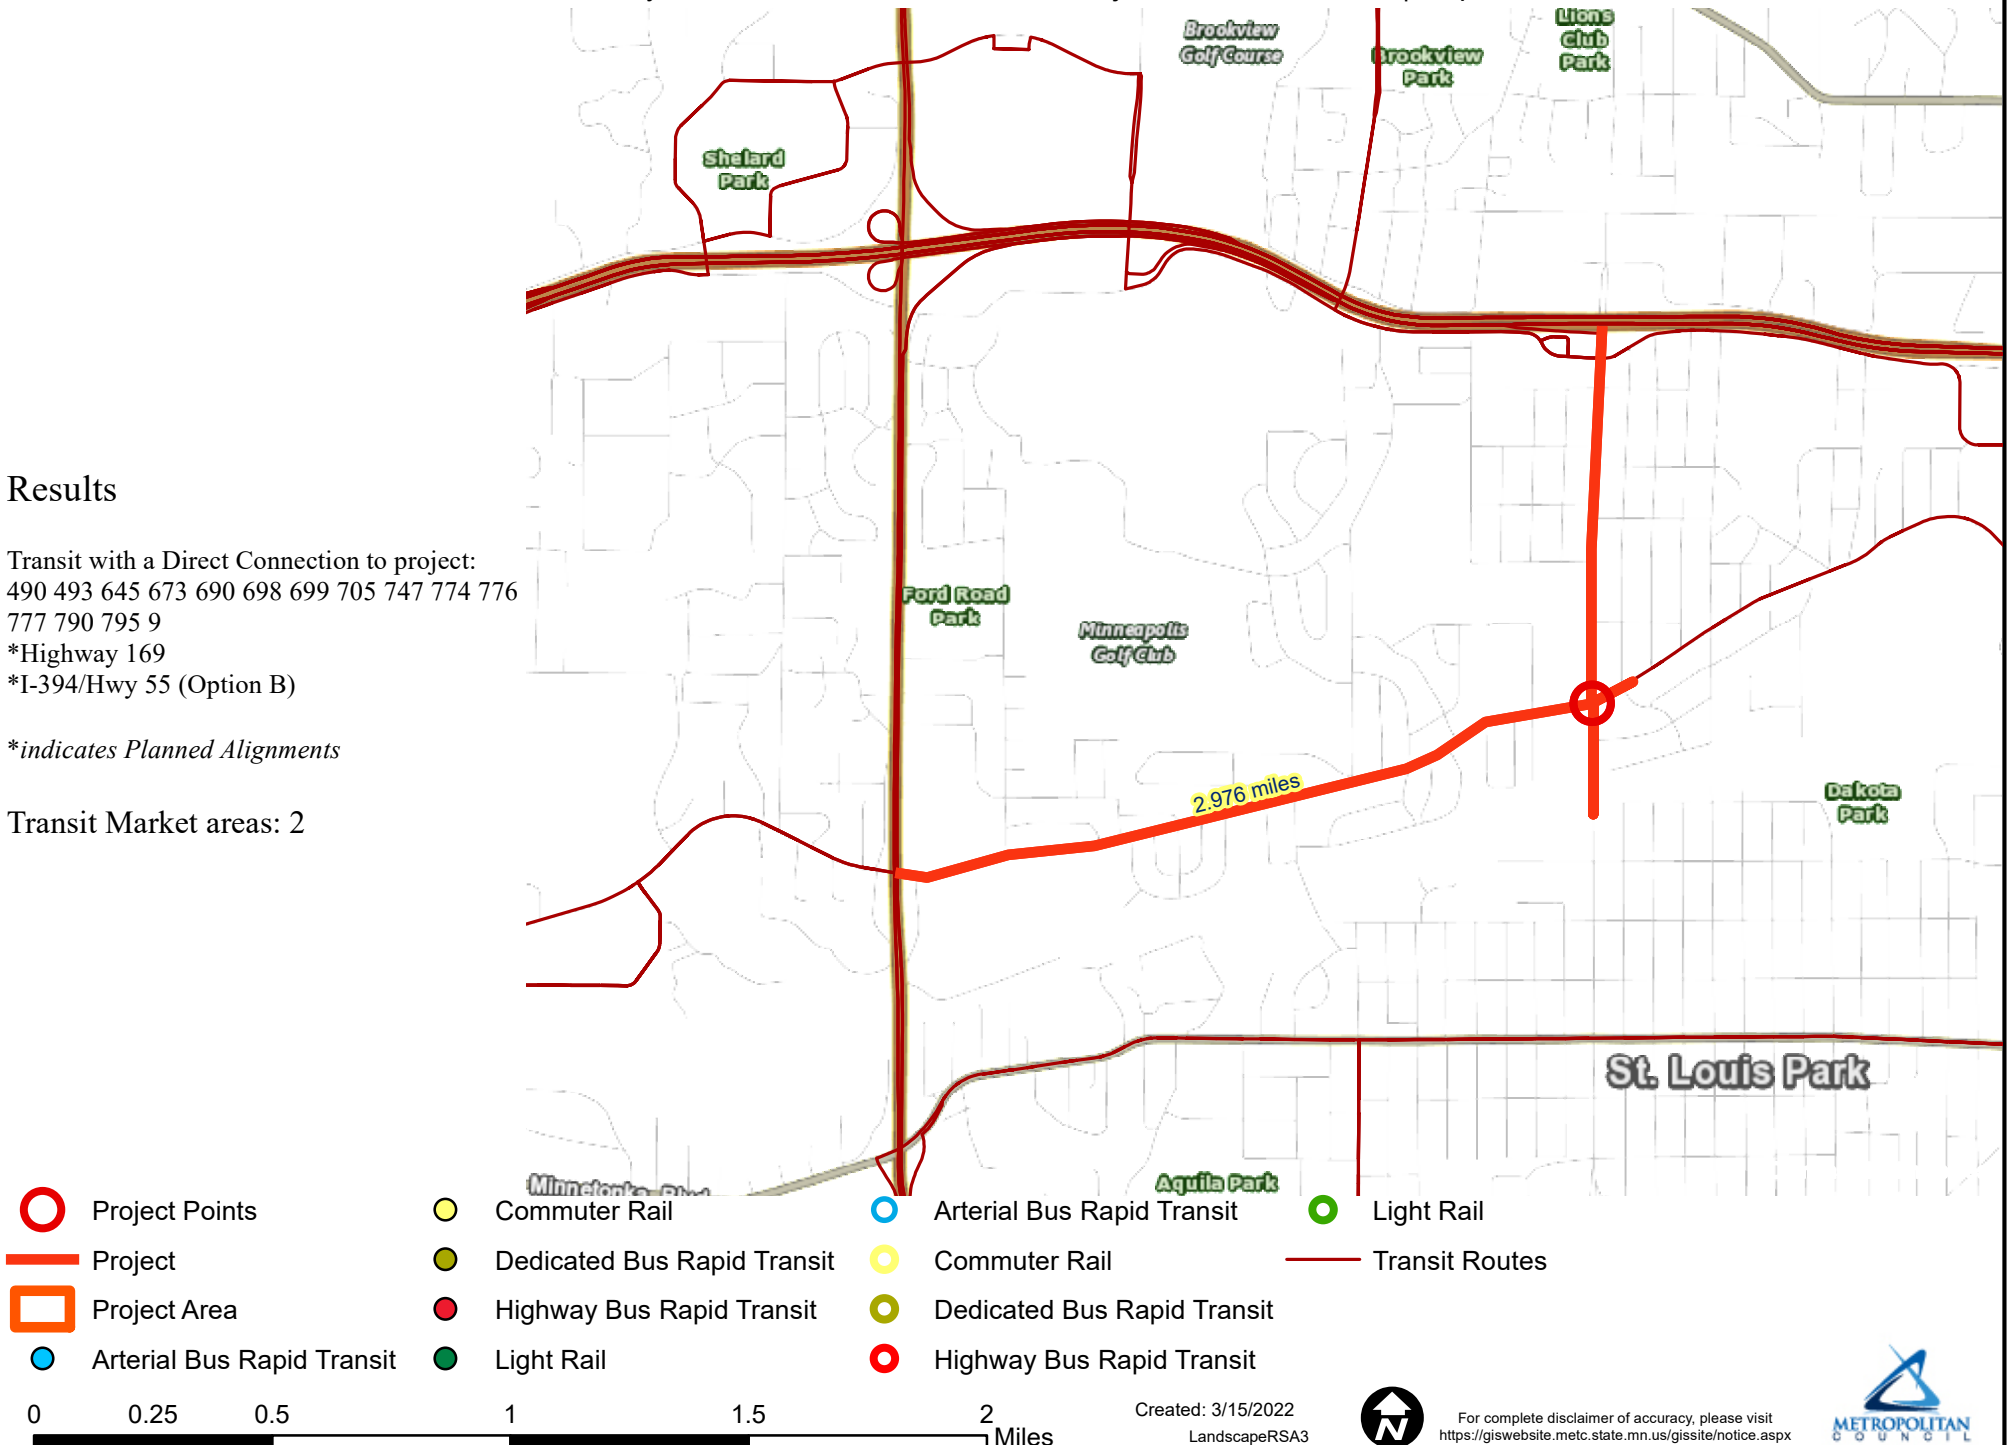 Brookview
Golf Course
Brookview
Park
Lions
Club
Park
Shelard
Park
Results
Transit with a Direct Connection to project:
490 493 645 673 690 698 699 705 747 774 776
777 790 795 9
*Highway 169
*I-394/Hwy 55 (Option B)
*indicates Planned Alignments
Transit Market areas: 2
Ford Road
Park
Minneapolis
Golf Club
2.976 miles
Dakota
Park
St. Louis Park
Minnetonka Blvd
Aquila Park
Project Points
Project
Project Area
Arterial Bus Rapid Transit
Commuter Rail
Dedicated Bus Rapid Transit
Highway Bus Rapid Transit
Light Rail
Arterial Bus Rapid Transit
Commuter Rail
Dedicated Bus Rapid Transit
Highway Bus Rapid Transit
Light Rail
Transit Routes
0 0.25 0.5 1 1.5 2
Miles
Created: 3/15/2022
LandscapeRSA3
N
For complete disclaimer of accuracy, please visit
https://giswebsite.metc.state.mn.us/gissite/notice.aspx
METROPOLITAN
COUNCIL